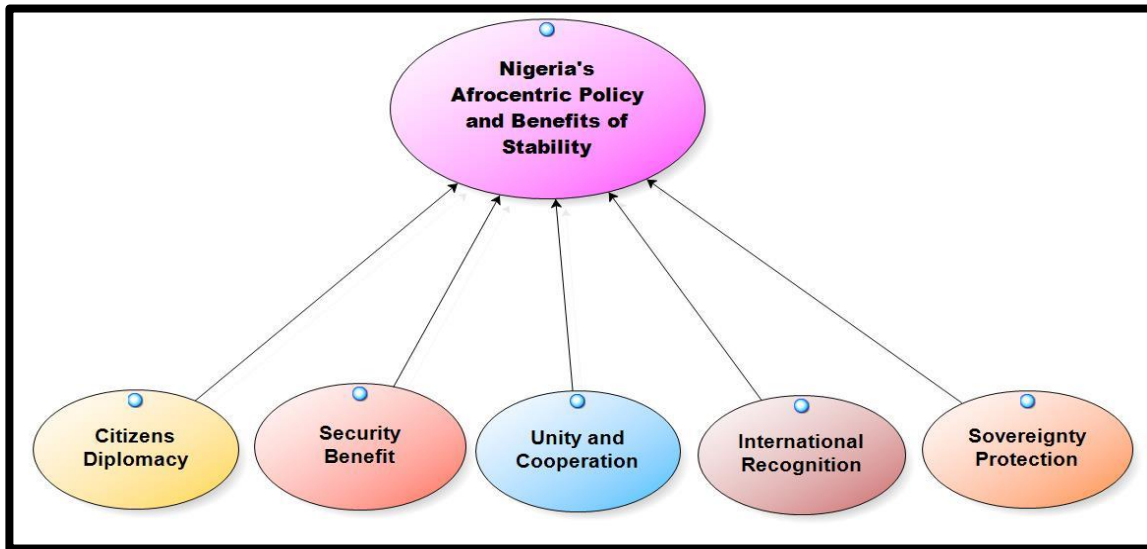 Nigeria's
Afrocentric Policy
and Benefits of
Stability
Citizens
Diplomacy
Security
Benefit
Unity and
Cooperation
International
Recognition
Sovereignty
Protection